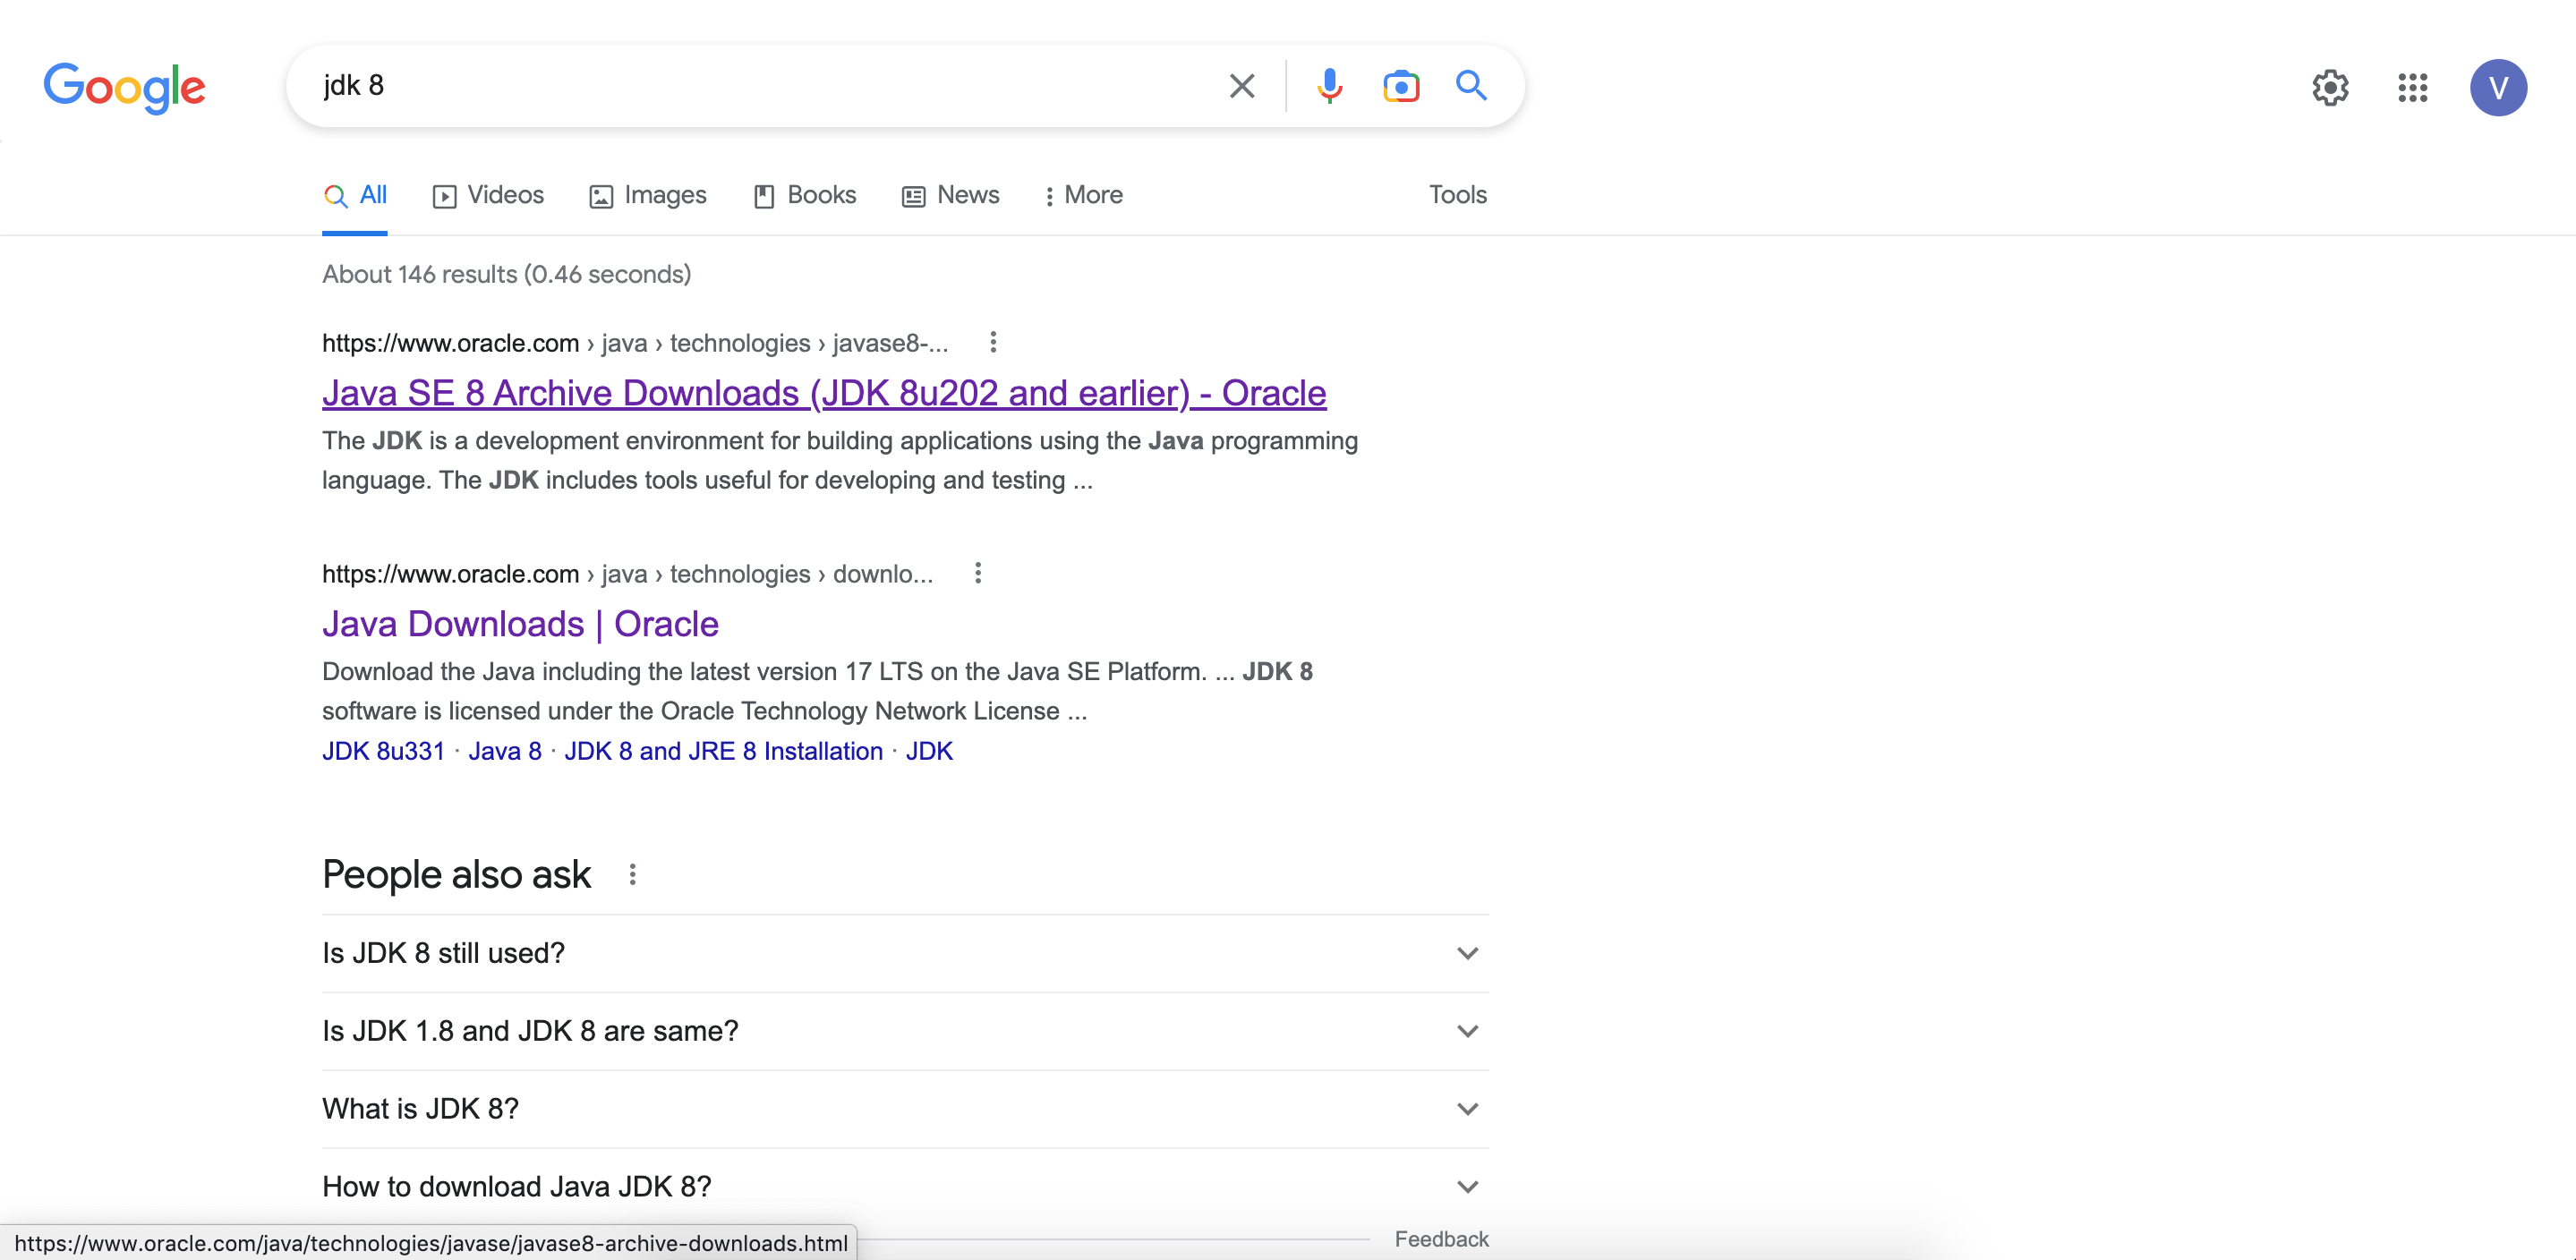 Google
jdk 8
V
All
Videos
Images
Books
News
More
Tools
About 146 results (0.46 seconds)
https://www.oracle.com › java › technologies › javase8-...
Java SE 8 Archive Downloads (JDK 8u202 and earlier) - Oracle
The JDK is a development environment for building applications using the Java programming
language. The JDK includes tools useful for developing and testing ...
https://www.oracle.com › java › technologies › downlo...
Java Downloads | Oracle
Download the Java including the latest version 17 LTS on the Java SE Platform. ... JDK 8
software is licensed under the Oracle Technology Network License ...
JDK 8u331 · Java 8 · JDK 8 and JRE 8 Installation · JDK
People also ask
Is JDK 8 still used?
Is JDK 1.8 and JDK 8 are same?
What is JDK 8?
How to download Java JDK 8?
Feedback
https://www.oracle.com/java/technologies/javase/javase8-archive-downloads.html